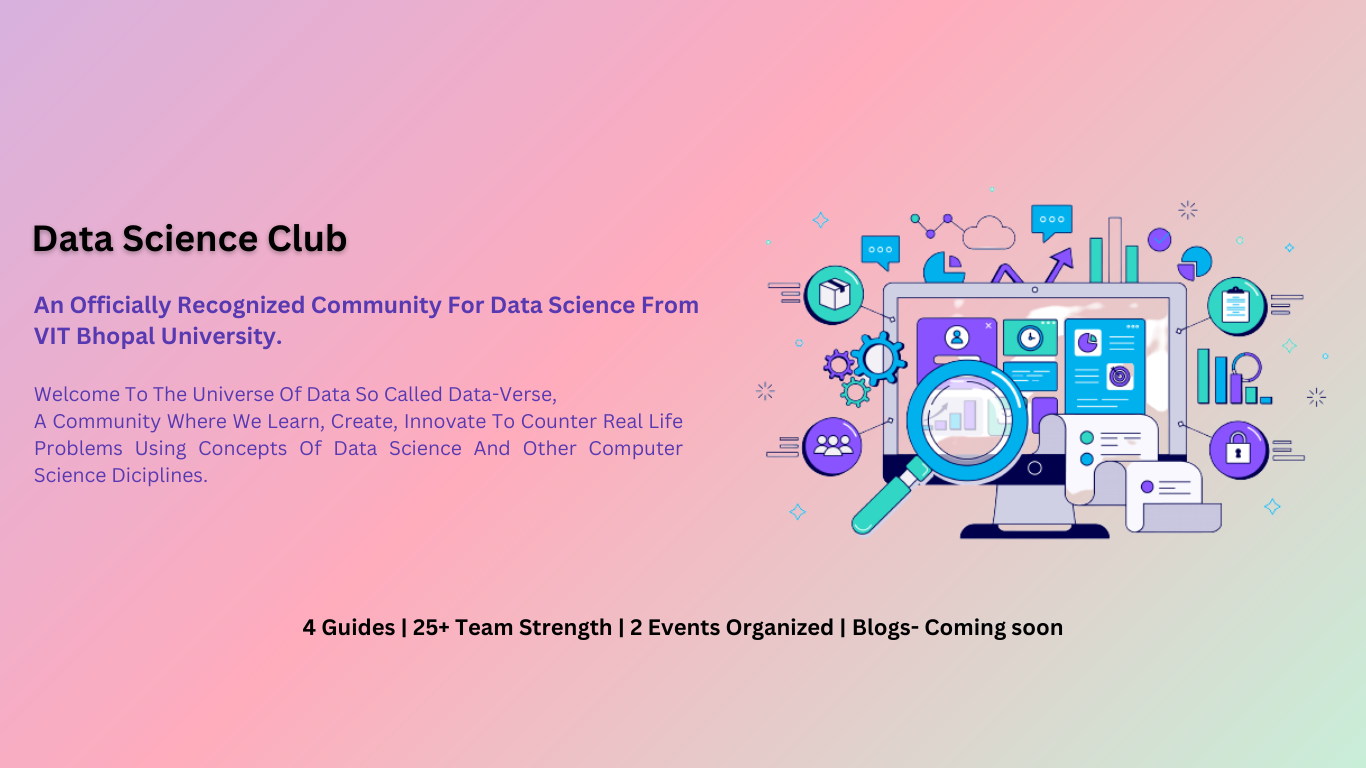 Data Science Club
An Officially Recognized Community For Data Science From
VIT Bhopal University.
Welcome To The Universe Of Data So Called Data-Verse,
A Community Where We Learn, Create, Innovate To Counter Real Life
Problems Using Concepts Of Data Science And Other Computer
Science Diciplines.
4 Guides | 25+ Team Strength | 2 Events Organized | Blogs- Coming soon